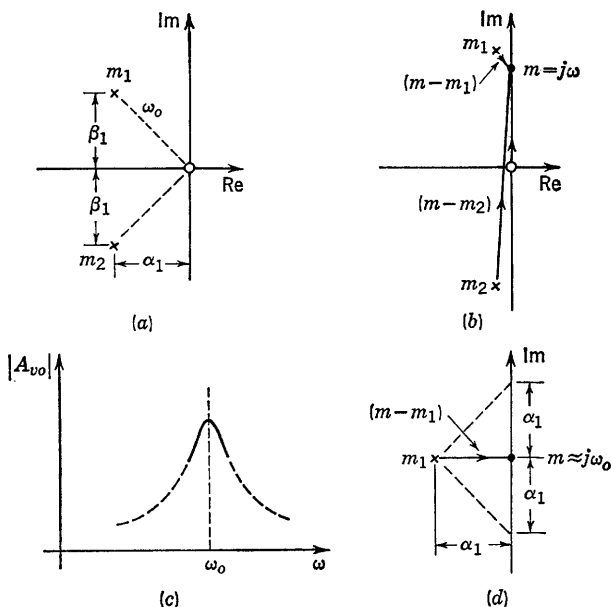 Im
m₁
ωₒ
β₁
Re
β₁
m₂
α₁
(a)
Im
m₁
(m−m₁)
m=jω
Re
(m−m₂)
m₂
(b)
|Aᵥₒ|
ωₒ
ω
(c)
Im
(m−m₁)
α₁
m₁
m≈jωₒ
α₁
α₁
(d)